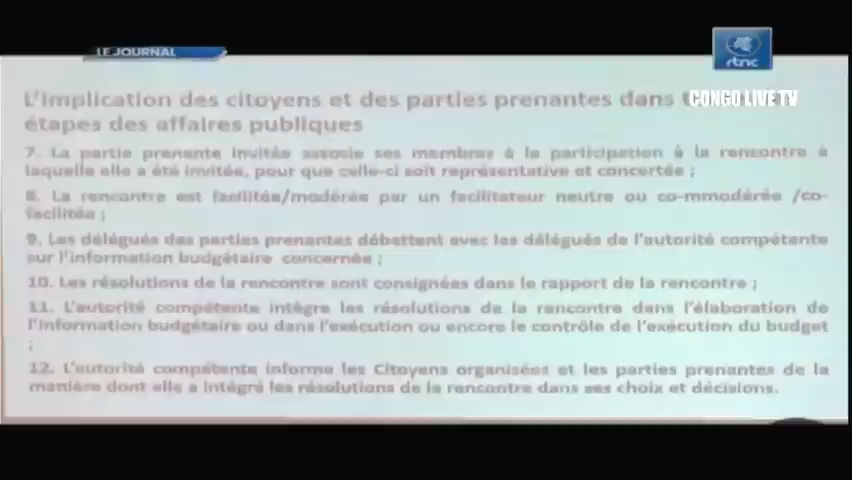 LE JOURNAL
rtnc
CONGO LIVE TV
L'implication des citoyens et des parties prenantes dans
étapes des affaires publiques
7. La partie prenante invitée associe ses membres à la participation à la rencontre à
laquelle elle a été invitée, pour que celle-ci soit représentative et concertée ;
8. La rencontre est facilitée/modérée par un facilitateur neutre ou co-mmodérée /co-
facilitée ;
9. Les délégués des parties prenantes débattent avec les délégués de l'autorité compétente
sur l'information budgétaire concernée ;
10. Les résolutions de la rencontre sont consignées dans le rapport de la rencontre ;
11. L'autorité compétente intègre les résolutions de la rencontre dans l'élaboration de
l'information budgétaire ou dans l'exécution ou encore le contrôle de l'exécution du budget
;
12. L'autorité compétente informe les Citoyens organisées et les parties prenantes de la
manière dont elle a intégré les résolutions de la rencontre dans ses choix et décisions.